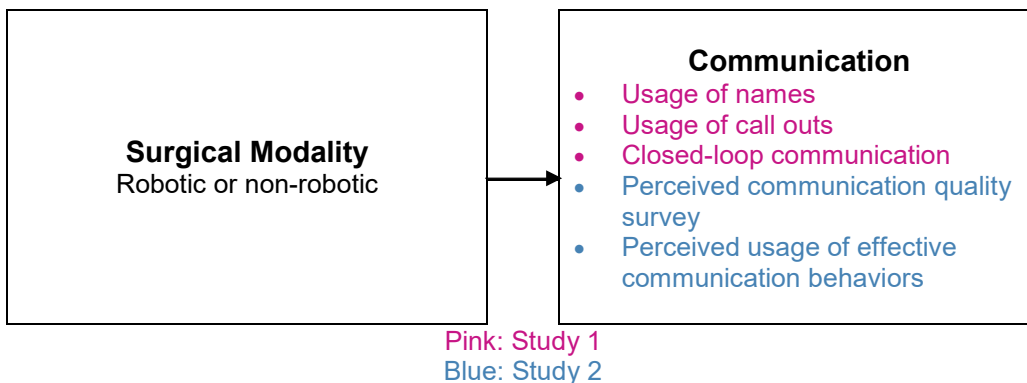 Surgical Modality
Robotic or non-robotic
Communication
• Usage of names
• Usage of call outs
• Closed-loop communication
• Perceived communication quality
survey
• Perceived usage of effective
communication behaviors
Pink: Study 1
Blue: Study 2